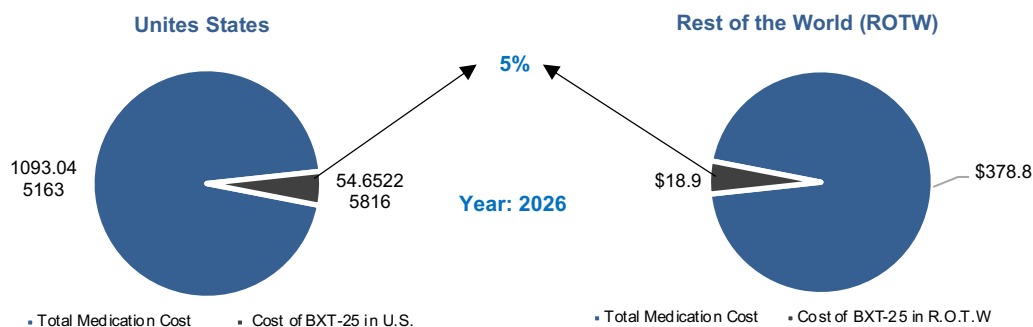 Unites States
Rest of the World (ROTW)
5%
1093.04
5163
54.6522
5816
Year: 2026
$18.9
$378.8
Total Medication Cost
Cost of BXT-25 in U.S.
Total Medication Cost
Cost of BXT-25 in R.O.T.W